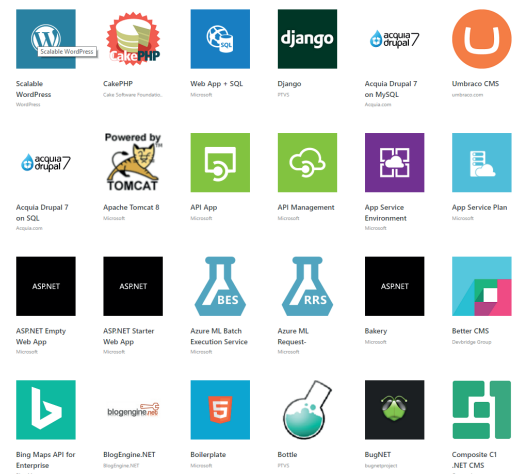 Scalable WordPress
CakePHP
SQL
django
acquia
drupal 7
Scalable
WordPress
WordPress
CakePHP
Cake Software Foundatio..
Web App + SQL
Microsoft
Django
PTVS
Acquia Drupal 7
on MySQL
Acquia.com
Umbraco CMS
umbraco.com
acquia
drupal 7
Powered by
TM
TOMCAT
Acquia Drupal 7
on SQL
Acquia.com
Apache Tomcat 8
Microsoft
API App
Microsoft
API Management
Microsoft
App Service
Environment
Microsoft
App Service Plan
Microsoft
ASP.NET
ASP.NET
BES
RRS
ASP.NET
ASP.NET Empty
Web App
Microsoft
ASP.NET Starter
Web App
Microsoft
Azure ML Batch
Execution Service
Microsoft
Azure ML
Request-
Microsoft
Bakery
Microsoft
Better CMS
Devbridge Group
blogengine.net
Bing Maps API for
Enterprise
BlogEngine.NET
BlogEngine.NET
Boilerplate
Microsoft
Bottle
PTVS
BugNET
bugnetproject
Composite C1
.NET CMS